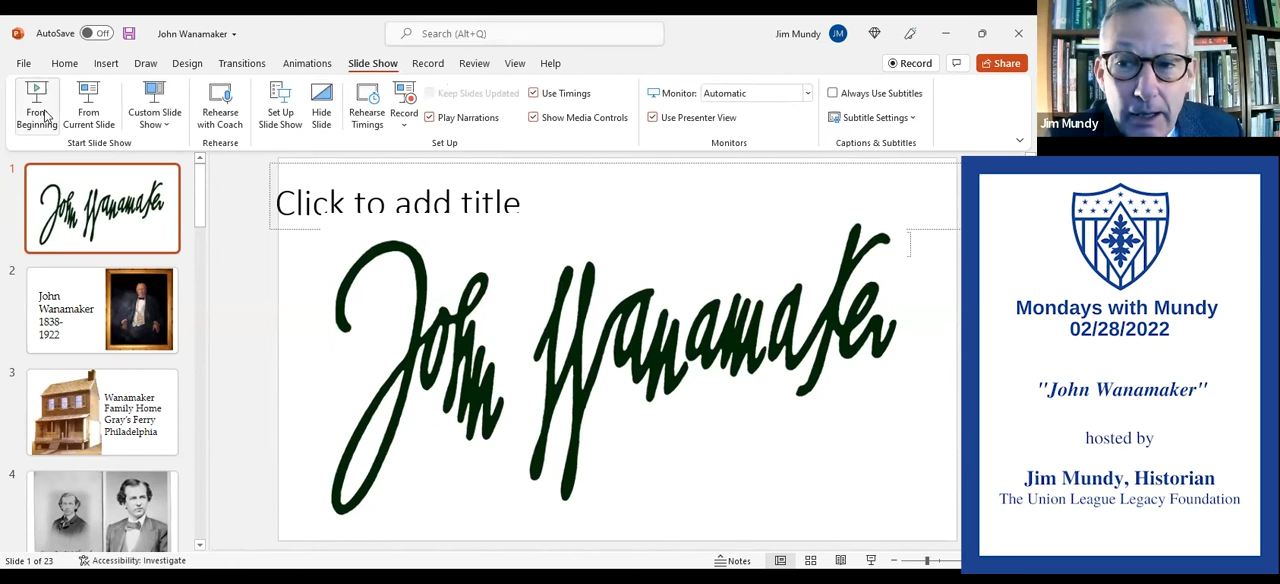 AutoSave Off John Wanamaker Search (Alt+Q) Jim Mundy JM
File Home Insert Draw Design Transitions Animations Slide Show Record Review View Help Record Share
From Beginning
From Current Slide
Custom Slide Show
Start Slide Show
Rehearse with Coach
Rehearse
Set Up Slide Show
Hide Slide
Rehearse Timings
Record
Keep Slides Updated
Play Narrations
Use Timings
Show Media Controls
Set Up
Monitor: Automatic
Use Presenter View
Monitors
Always Use Subtitles
Subtitle Settings
Captions & Subtitles
Jim Mundy
1
John Wanamaker
2
John
Wanamaker
1838-
1922
3
Wanamaker
Family Home
Gray's Ferry
Philadelphia
4
Click to add title
John Wanamaker
Mondays with Mundy
02/28/2022
"John Wanamaker"
hosted by
Jim Mundy, Historian
The Union League Legacy Foundation
Slide 1 of 23 Accessibility: Investigate Notes